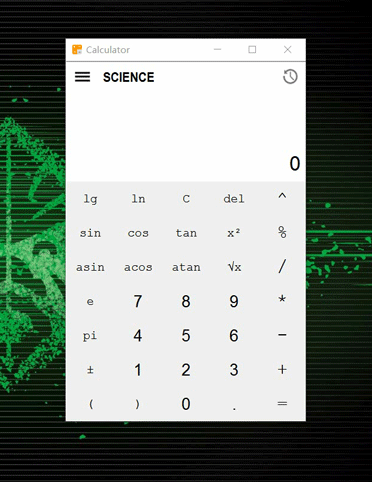 Calculator
SCIENCE
0
lg ln C del ^
sin cos tan x² %
asin acos atan √x /
e 7 8 9 *
pi 4 5 6 -
± 1 2 3 +
( ) 0 . =